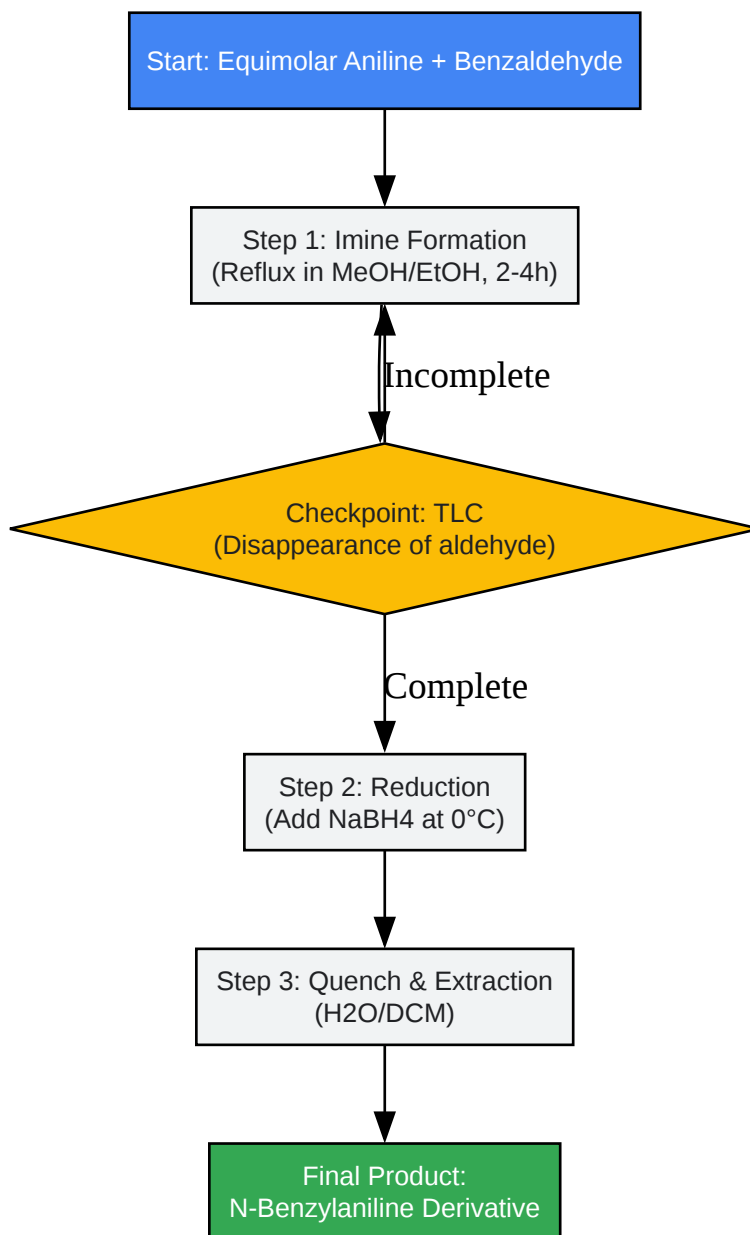 Start: Equimolar Aniline + Benzaldehyde
Step 1: Imine Formation
(Reflux in MeOH/EtOH, 2-4h)
Incomplete
Checkpoint: TLC
(Disappearance of aldehyde)
Complete
Step 2: Reduction
(Add NaBH4 at 0°C)
Step 3: Quench & Extraction
(H2O/DCM)
Final Product:
N-Benzylaniline Derivative